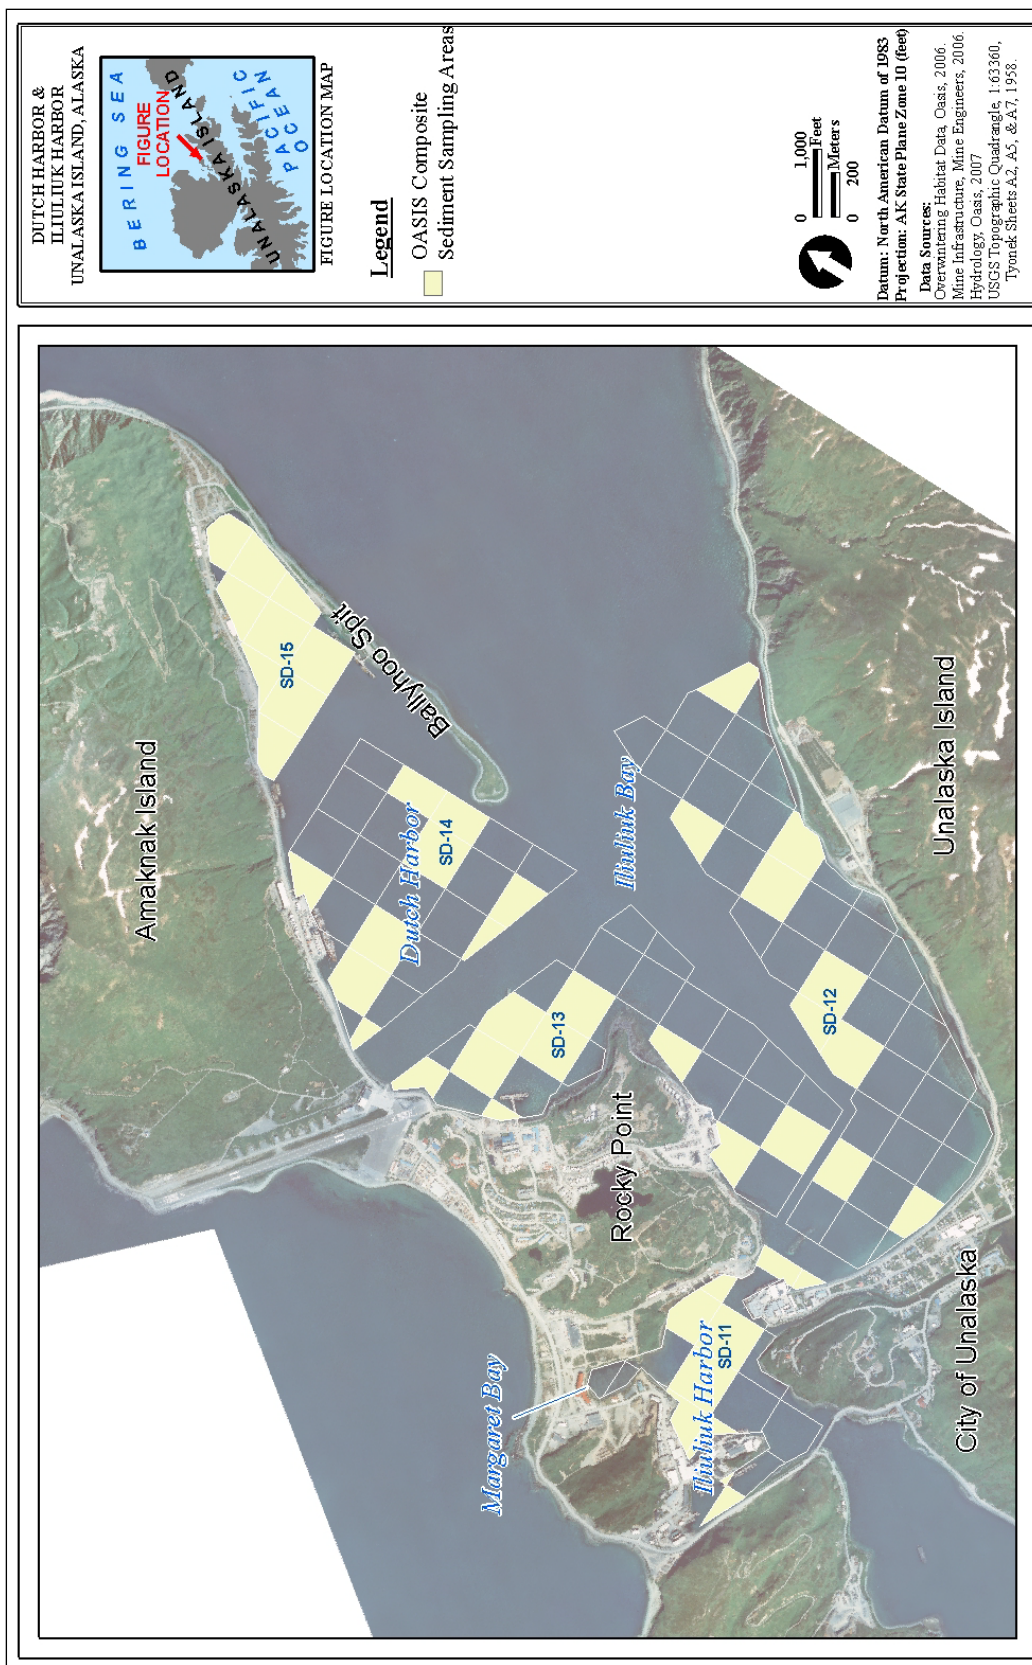 DUTCH HARBOR &
ILIULIUK HARBOR
UNALASKA ISLAND, ALASKA
BERING SEA
FIGURE
LOCATION
UNALASKA ISLAND
PACIFIC
OCEAN
FIGURE LOCATION MAP
Legend
OASIS Composite
Sediment Sampling Areas
0 1,000
Feet
Meters
0 200
Datum: North American Datum of 1983
Projection: AK State Plane Zone 10 (feet)
Data Sources:
Overwintering Habitat Data, Oasis, 2006.
Mine Infrastructure, Mine Engineers, 2006.
Hydrology, Oasis, 2007
USGS Topographic Quadrangle, 1:63360,
Tyonek Sheets A2, A5, & A7, 1958.
Amaknak Island
SD-15
Ballyhoo Spit
Dutch Harbor
SD-14
Iliuliuk Bay
Unalaska Island
SD-13
SD-12
Rocky Point
Margaret Bay
SD-11
Iliuliuk Harbor
City of Unalaska